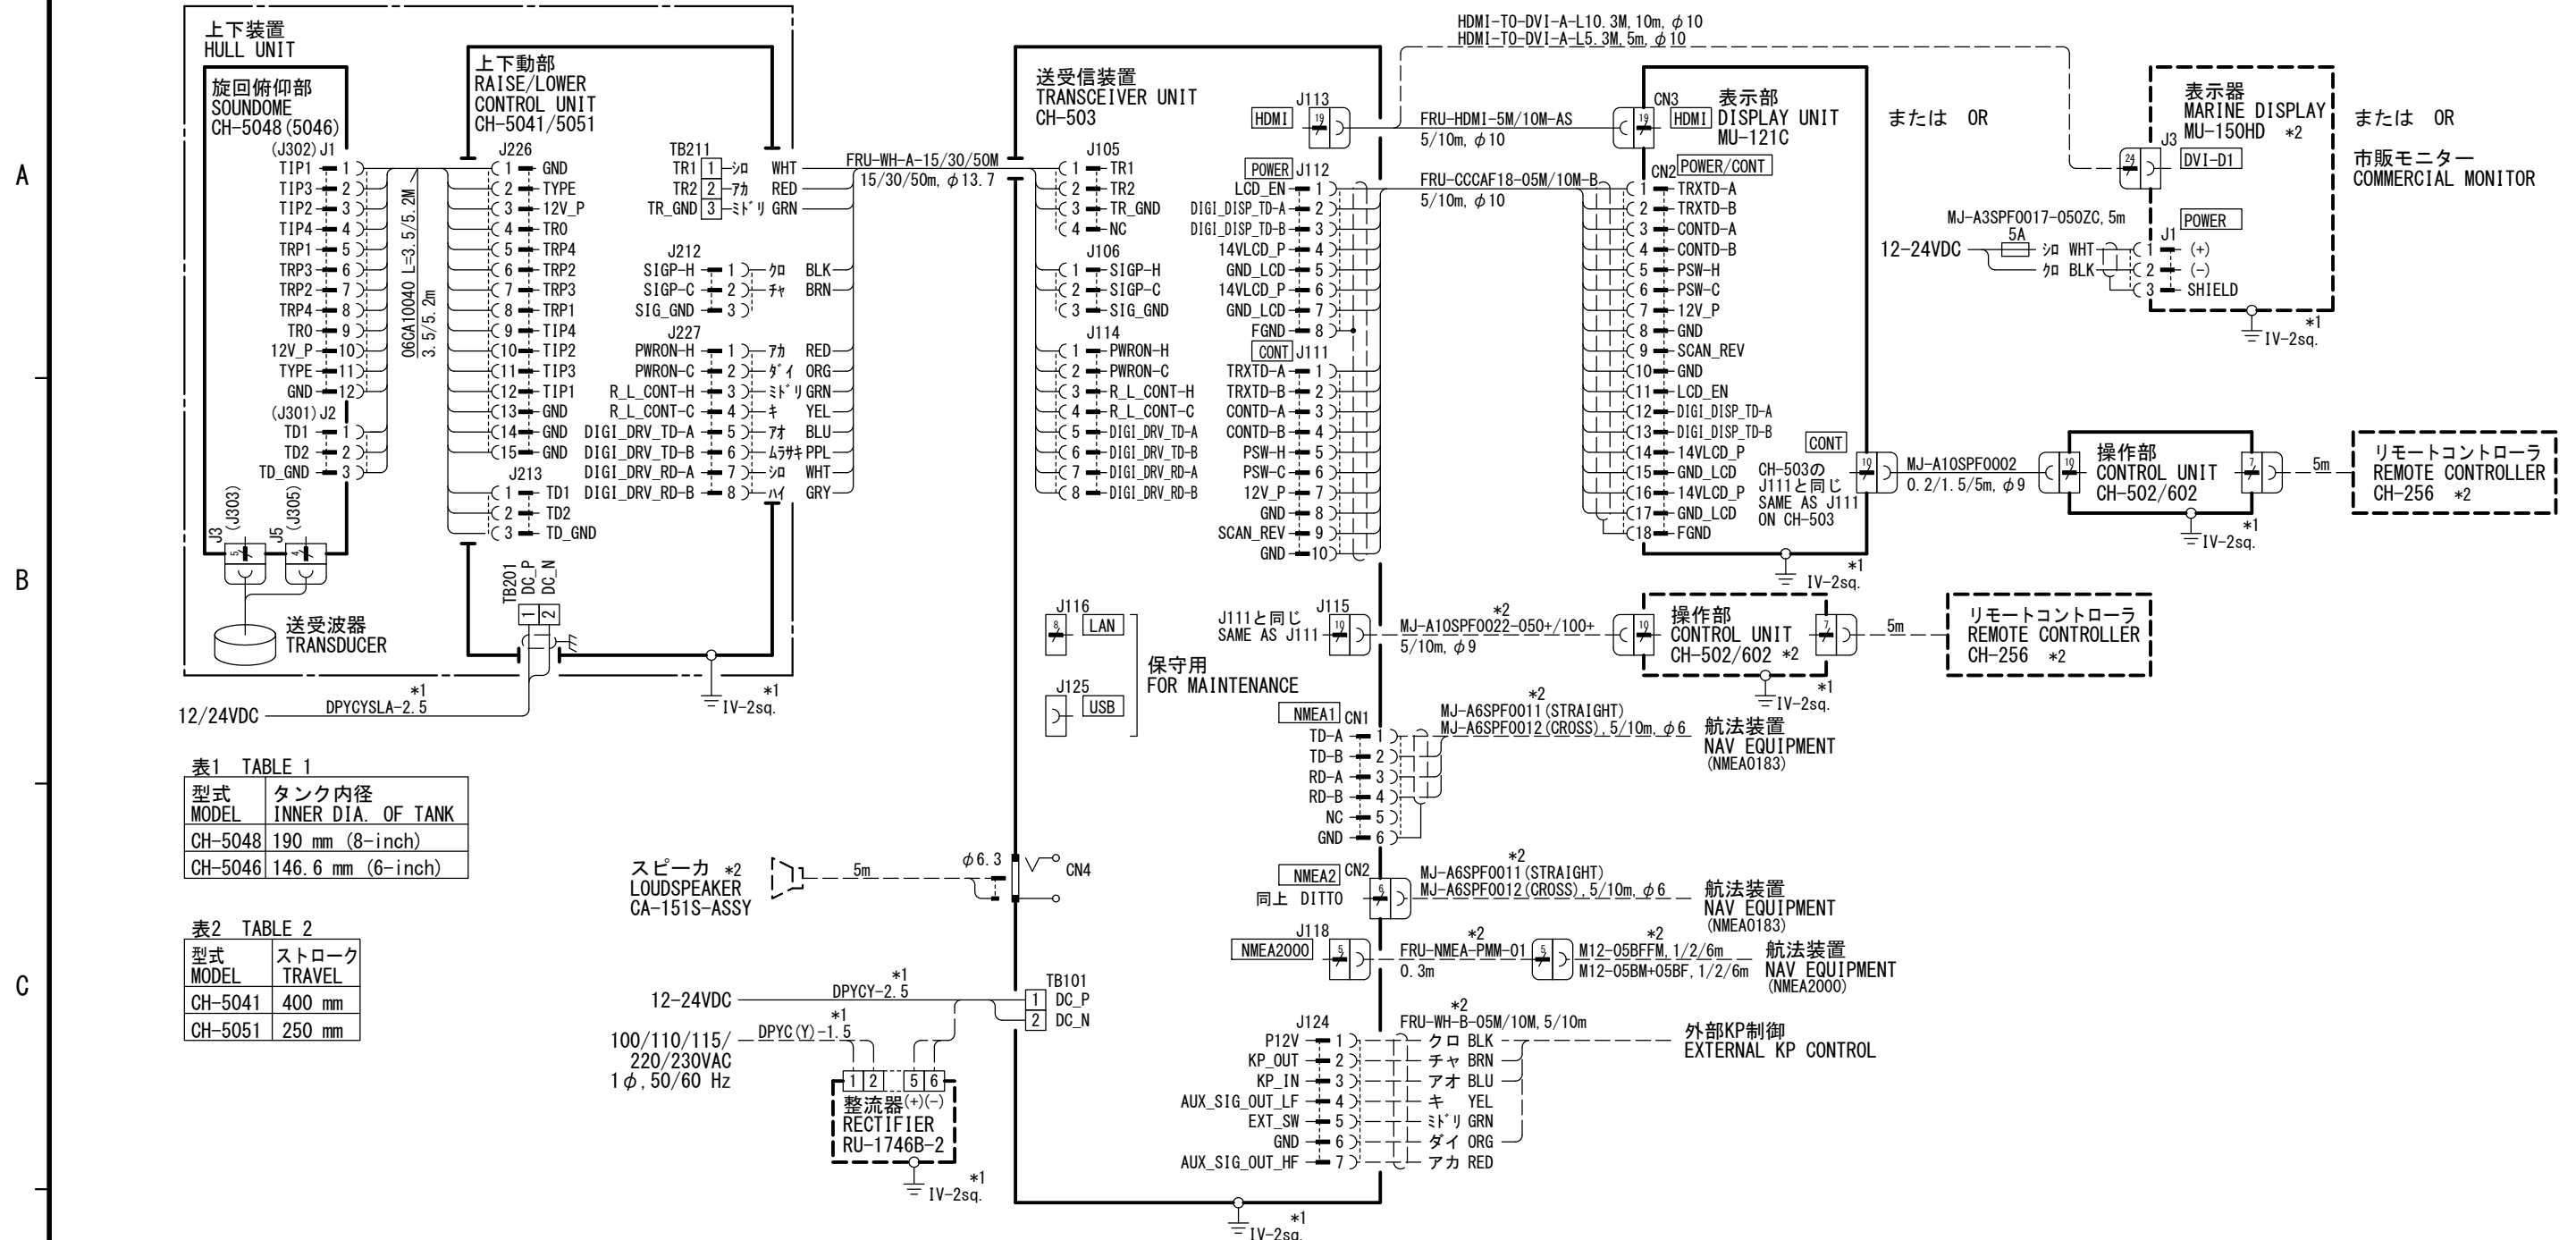 上下装置
HULL UNIT
旋回俯仰部
SOUNDOME
CH-5048(5046)
(J302) J1
TIP1 1
TIP3 2
TIP2 3
TIP4 4
TRP1 5
TRP3 6
TRP2 7
TRP4 8
TR0 9
12V_P 10
TYPE 11
GND 12
(J301) J2
TD1 1
TD2 2
TD_GND 3
J3
(J303)
J5
(J305)
5
4
送受波器
TRANSDUCER
06CA10040 L=3.5/5.2M
3.5/5.2m
上下動部
RAISE/LOWER
CONTROL UNIT
CH-5041/5051
J226
1 GND
2 TYPE
3 12V_P
4 TR0
5 TRP4
6 TRP2
7 TRP3
8 TRP1
9 TIP4
10 TIP2
11 TIP3
12 TIP1
13 GND
14 GND
15 GND
J213
1 TD1
2 TD2
3 TD_GND
TB201
DC_P
DC_N
1
2
TB211
TR1 1 シロ WHT
TR2 2 アカ RED
TR_GND 3 ミドリ GRN
J212
SIGP-H 1 クロ BLK
SIGP-C 2 チャ BRN
SIG_GND 3
J227
PWRON-H 1 アカ RED
PWRON-C 2 ダイ ORG
R_L_CONT-H 3 ミドリ GRN
R_L_CONT-C 4 キ YEL
DIGI_DRV_TD-A 5 アオ BLU
DIGI_DRV_TD-B 6 ムラサキ PPL
DIGI_DRV_RD-A 7 シロ WHT
DIGI_DRV_RD-B 8 ハイ GRY
*1
IV-2sq.
*1
12/24VDC DPYCYSLA-2.5
FRU-WH-A-15/30/50M
15/30/50m, φ13.7
送受信装置
TRANSCEIVER UNIT
CH-503
J105
1 TR1
2 TR2
3 TR_GND
4 NC
J106
1 SIGP-H
2 SIGP-C
3 SIG_GND
J114
1 PWRON-H
2 PWRON-C
3 R_L_CONT-H
4 R_L_CONT-C
5 DIGI_DRV_TD-A
6 DIGI_DRV_TD-B
7 DIGI_DRV_RD-A
8 DIGI_DRV_RD-B
J113
HDMI 19
POWER J112
LCD_EN 1
DIGI_DISP_TD-A 2
DIGI_DISP_TD-B 3
14VLCD_P 4
GND_LCD 5
14VLCD_P 6
GND_LCD 7
FGND 8
CONT J111
TRXTD-A 1
TRXTD-B 2
CONTD-A 3
CONTD-B 4
PSW-H 5
PSW-C 6
12V_P 7
GND 8
SCAN_REV 9
GND 10
J116
8 LAN
J125
USB
保守用
FOR MAINTENANCE
J111と同じ
SAME AS J111
J115
10
NMEA1 CN1
TD-A 1
TD-B 2
RD-A 3
RD-B 4
NC 5
GND 6
NMEA2 CN2
同上 DITTO
6
J118
NMEA2000 5
J124
P12V 1 クロ BLK
KP_OUT 2 チャ BRN
KP_IN 3 アオ BLU
AUX_SIG_OUT_LF 4 キ YEL
EXT_SW 5 ミドリ GRN
GND 6 ダイ ORG
AUX_SIG_OUT_HF 7 アカ RED
*1
IV-2sq.
HDMI-TO-DVI-A-L10.3M, 10m, φ10
HDMI-TO-DVI-A-L5.3M, 5m, φ10
FRU-HDMI-5M/10M-AS
5/10m, φ10
FRU-CCCAF18-05M/10M-B
5/10m, φ10
CN3
19 HDMI
表示部
DISPLAY UNIT
MU-121C
CN2 POWER/CONT
1 TRXTD-A
2 TRXTD-B
3 CONTD-A
4 CONTD-B
5 PSW-H
6 PSW-C
7 12V_P
8 GND
9 SCAN_REV
10 GND
11 LCD_EN
12 DIGI_DISP_TD-A
13 DIGI_DISP_TD-B
14 14VLCD_P
15 GND_LCD
16 14VLCD_P
17 GND_LCD
18 FGND
CONT
CH-503の
J111と同じ
SAME AS J111
ON CH-503
10
*1
IV-2sq.
または OR
表示器
MARINE DISPLAY
MU-150HD *2
J3
24 DVI-D1
POWER
J1
1 (+)
2 (-)
3 SHIELD
MJ-A3SPF0017-050ZC, 5m
12-24VDC 5A シロ WHT
クロ BLK
*1
IV-2sq.
または OR
市販モニター
COMMERCIAL MONITOR
MJ-A10SPF0002
0.2/1.5/5m, φ9
10
操作部
CONTROL UNIT
CH-502/602
7
*1
IV-2sq.
5m
リモートコントローラ
REMOTE CONTROLLER
CH-256 *2
*2
MJ-A10SPF0022-050+/100+
5/10m, φ9
10
操作部
CONTROL UNIT
CH-502/602 *2
7
*1
IV-2sq.
5m
リモートコントローラ
REMOTE CONTROLLER
CH-256 *2
*2
MJ-A6SPF0011(STRAIGHT)
MJ-A6SPF0012(CROSS), 5/10m, φ6
航法装置
NAV EQUIPMENT
(NMEA0183)
*2
MJ-A6SPF0011(STRAIGHT)
MJ-A6SPF0012(CROSS), 5/10m, φ6
航法装置
NAV EQUIPMENT
(NMEA0183)
*2
FRU-NMEA-PMM-01
0.3m
5
*2
M12-05BFFM, 1/2/6m
M12-05BM+05BF, 1/2/6m
航法装置
NAV EQUIPMENT
(NMEA2000)
*2
FRU-WH-B-05M/10M, 5/10m
外部KP制御
EXTERNAL KP CONTROL
表1 TABLE 1
型式 タンク内径
MODEL INNER DIA. OF TANK
CH-5048 190 mm (8-inch)
CH-5046 146.6 mm (6-inch)
表2 TABLE 2
型式 ストローク
MODEL TRAVEL
CH-5041 400 mm
CH-5051 250 mm
スピーカ *2
LOUDSPEAKER
CA-151S-ASSY
5m
φ6.3
CN4
*1
12-24VDC DPYCY-2.5
TB101
1 DC_P
2 DC_N
*1
100/110/115/ DPYC(Y)-1.5
220/230VAC
1φ, 50/60 Hz
1 2 5 6
整流器 (+)(-)
RECTIFIER
RU-1746B-2
*1
IV-2sq.
A
B
C